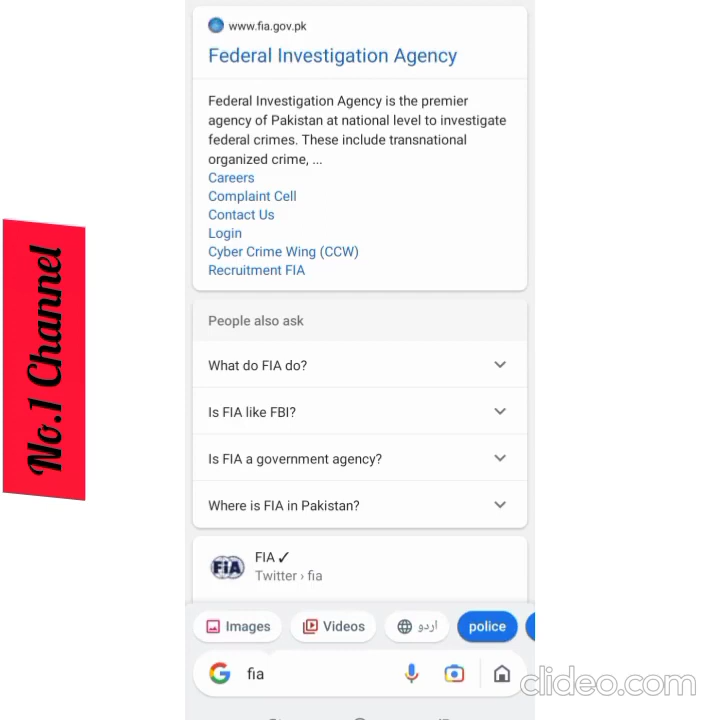 www.fia.gov.pk
Federal Investigation Agency
Federal Investigation Agency is the premier
agency of Pakistan at national level to investigate
federal crimes. These include transnational
organized crime, ...
Careers
Complaint Cell
Contact Us
Login
Cyber Crime Wing (CCW)
Recruitment FIA
No.1 Channel
People also ask
What do FIA do?
Is FIA like FBI?
Is FIA a government agency?
Where is FIA in Pakistan?
FiA
FIA ✓
Twitter › fia
Images
Videos
اردو
police
fia
clideo.com